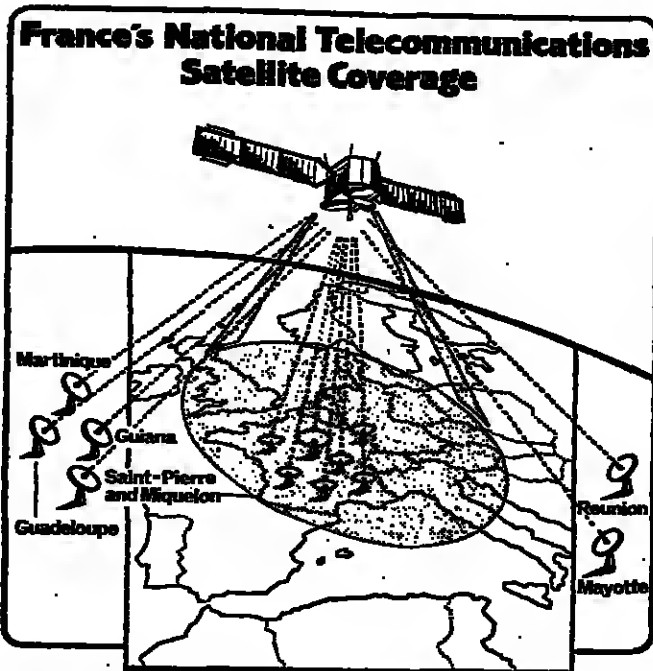 France's National Telecommunications
Satellite Coverage
Martinique
Guiana
Saint-Pierre
and Miquelon
Guadeloupe
Reunion
Mayotte